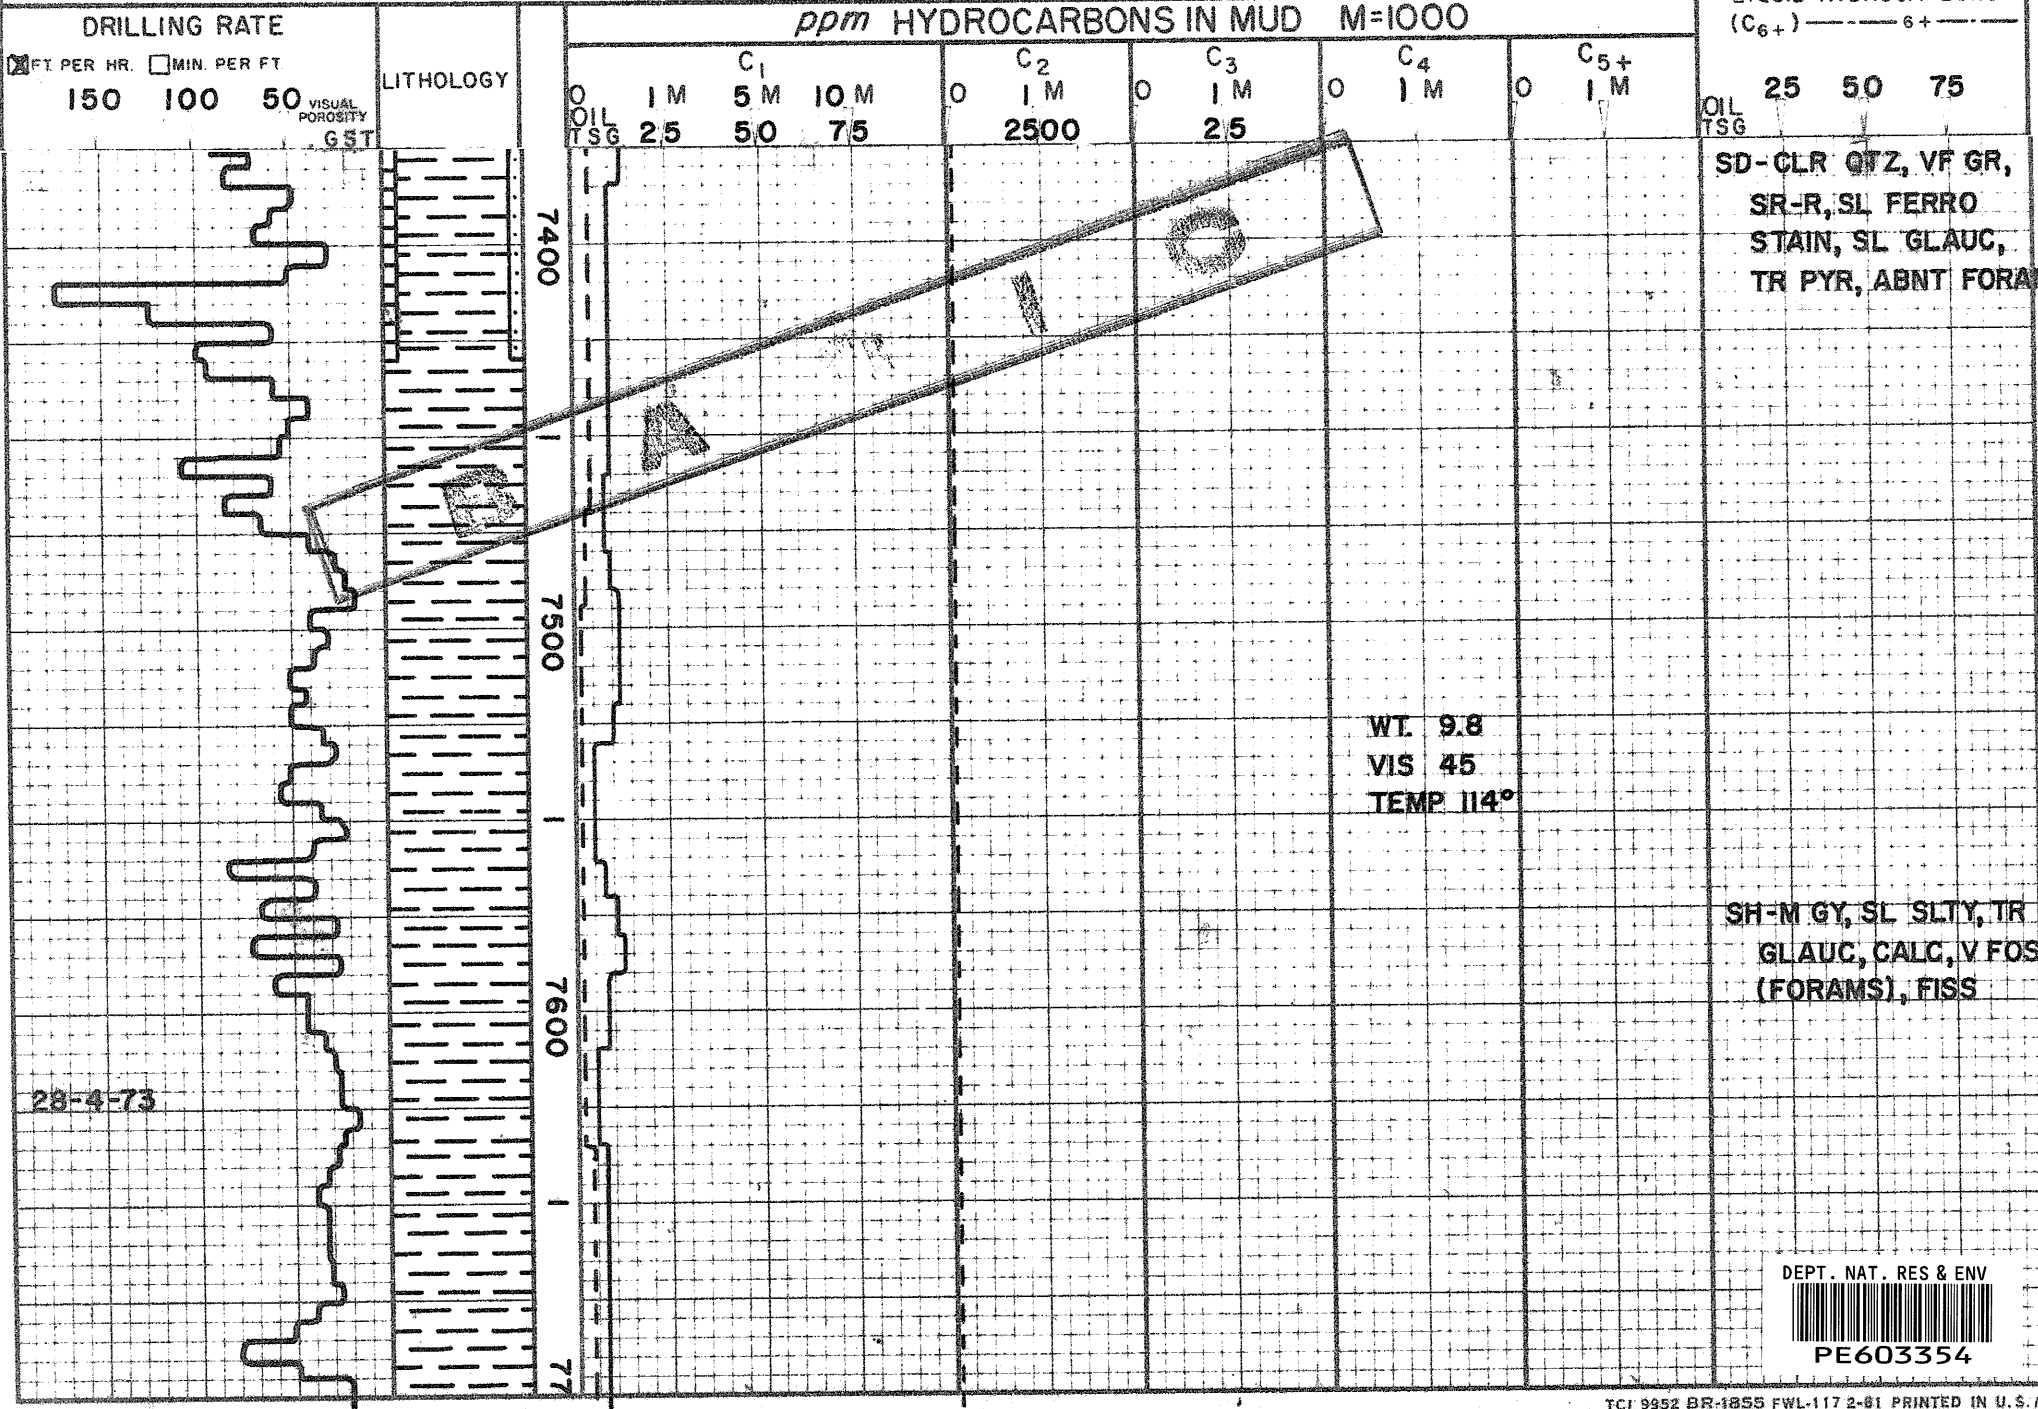 DRILLING RATE
☒ FT. PER HR. ☐ MIN. PER FT.
150 100 50 VISUAL POROSITY
GST
LITHOLOGY
ppm HYDROCARBONS IN MUD M=1000
C1 C2 C3 C4 C5+
0 1 M 5 M 10 M 0 1 M 0 1 M 0 1 M 0 1 M
OIL
TSG 25 50 75 2500 25
(C6+) 6+
25 50 75
OIL
TSG
SD-CLR QTZ, VF GR,
SR-R, SL FERRO
STAIN, SL GLAUC,
TR PYR, ABNT FORA
7400
1
7500
1
7600
1
77
WT. 9.8
VIS 45
TEMP 114°
SH-M GY, SL SLTY, TR
GLAUC, CALC, V FOS
(FORAMS), FISS
28-4-73
DEPT. NAT. RES & ENV
PE603354
TCI 9952 BR-1855 FWL-117 2-81 PRINTED IN U.S.